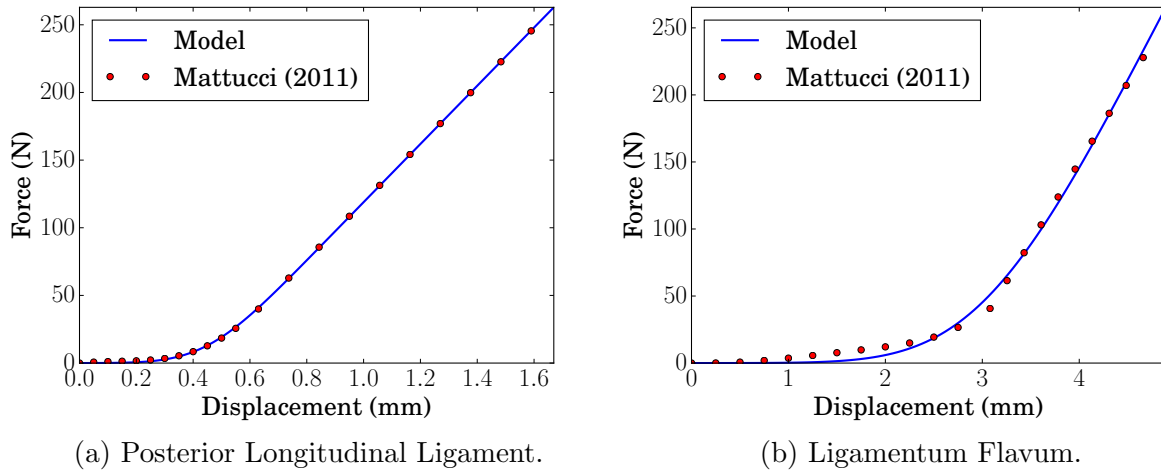 250
200
150
100
50
0
Force (N)
Model
Mattucci (2011)
0.0 0.2 0.4 0.6 0.8 1.0 1.2 1.4 1.6
Displacement (mm)
(a) Posterior Longitudinal Ligament.
250
200
150
100
50
0
Force (N)
Model
Mattucci (2011)
0 1 2 3 4
Displacement (mm)
(b) Ligamentum Flavum.